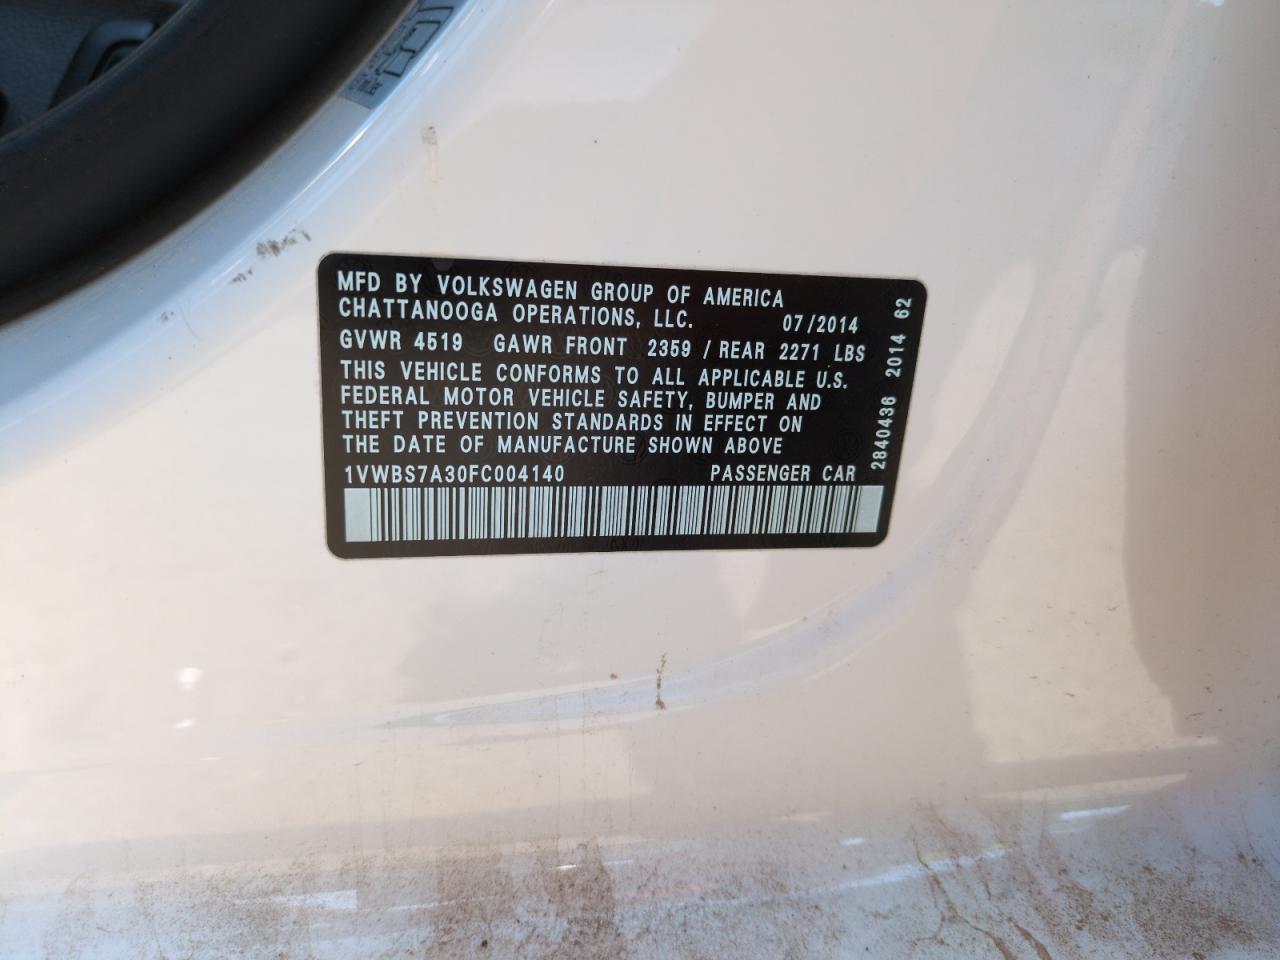 MFD BY VOLKSWAGEN GROUP OF AMERICA
CHATTANOOGA OPERATIONS, LLC. 07/2014
GVWR 4519 GAWR FRONT 2359 / REAR 2271 LBS
THIS VEHICLE CONFORMS TO ALL APPLICABLE U.S.
FEDERAL MOTOR VEHICLE SAFETY, BUMPER AND
THEFT PREVENTION STANDARDS IN EFFECT ON
THE DATE OF MANUFACTURE SHOWN ABOVE
1VWBS7A30FC004140 PASSENGER CAR
2840436 2014 62